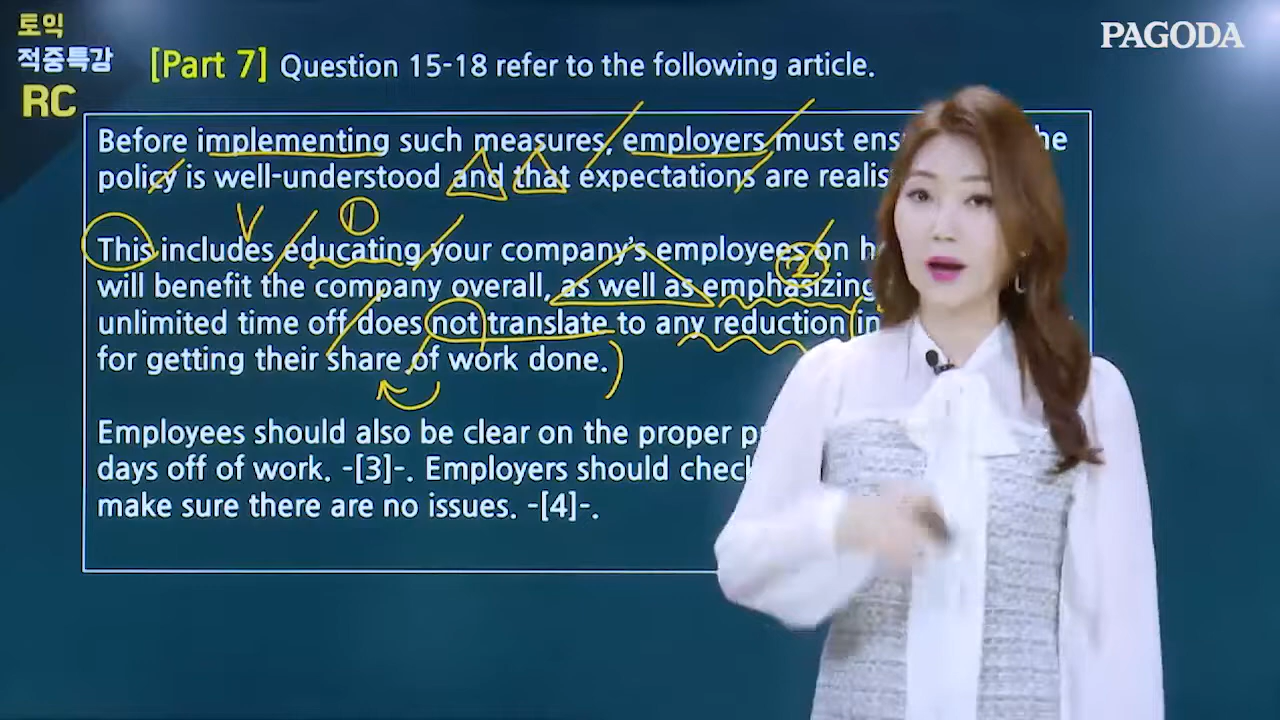 토익
적중특강
RC
PAGODA
[Part 7] Question 15-18 refer to the following article.
Before implementing such measures, employers must he
policy is well-understood and that expectations are
This includes educating your company's employees on
will benefit the company overall, as well as emphasizing
unlimited time off does not translate to any reduction in
for getting their share of work done.
Employees should also be clear on the proper
days off of work. -[3]-. Employers should check
make sure there are no issues. -[4]-.
V
①
②